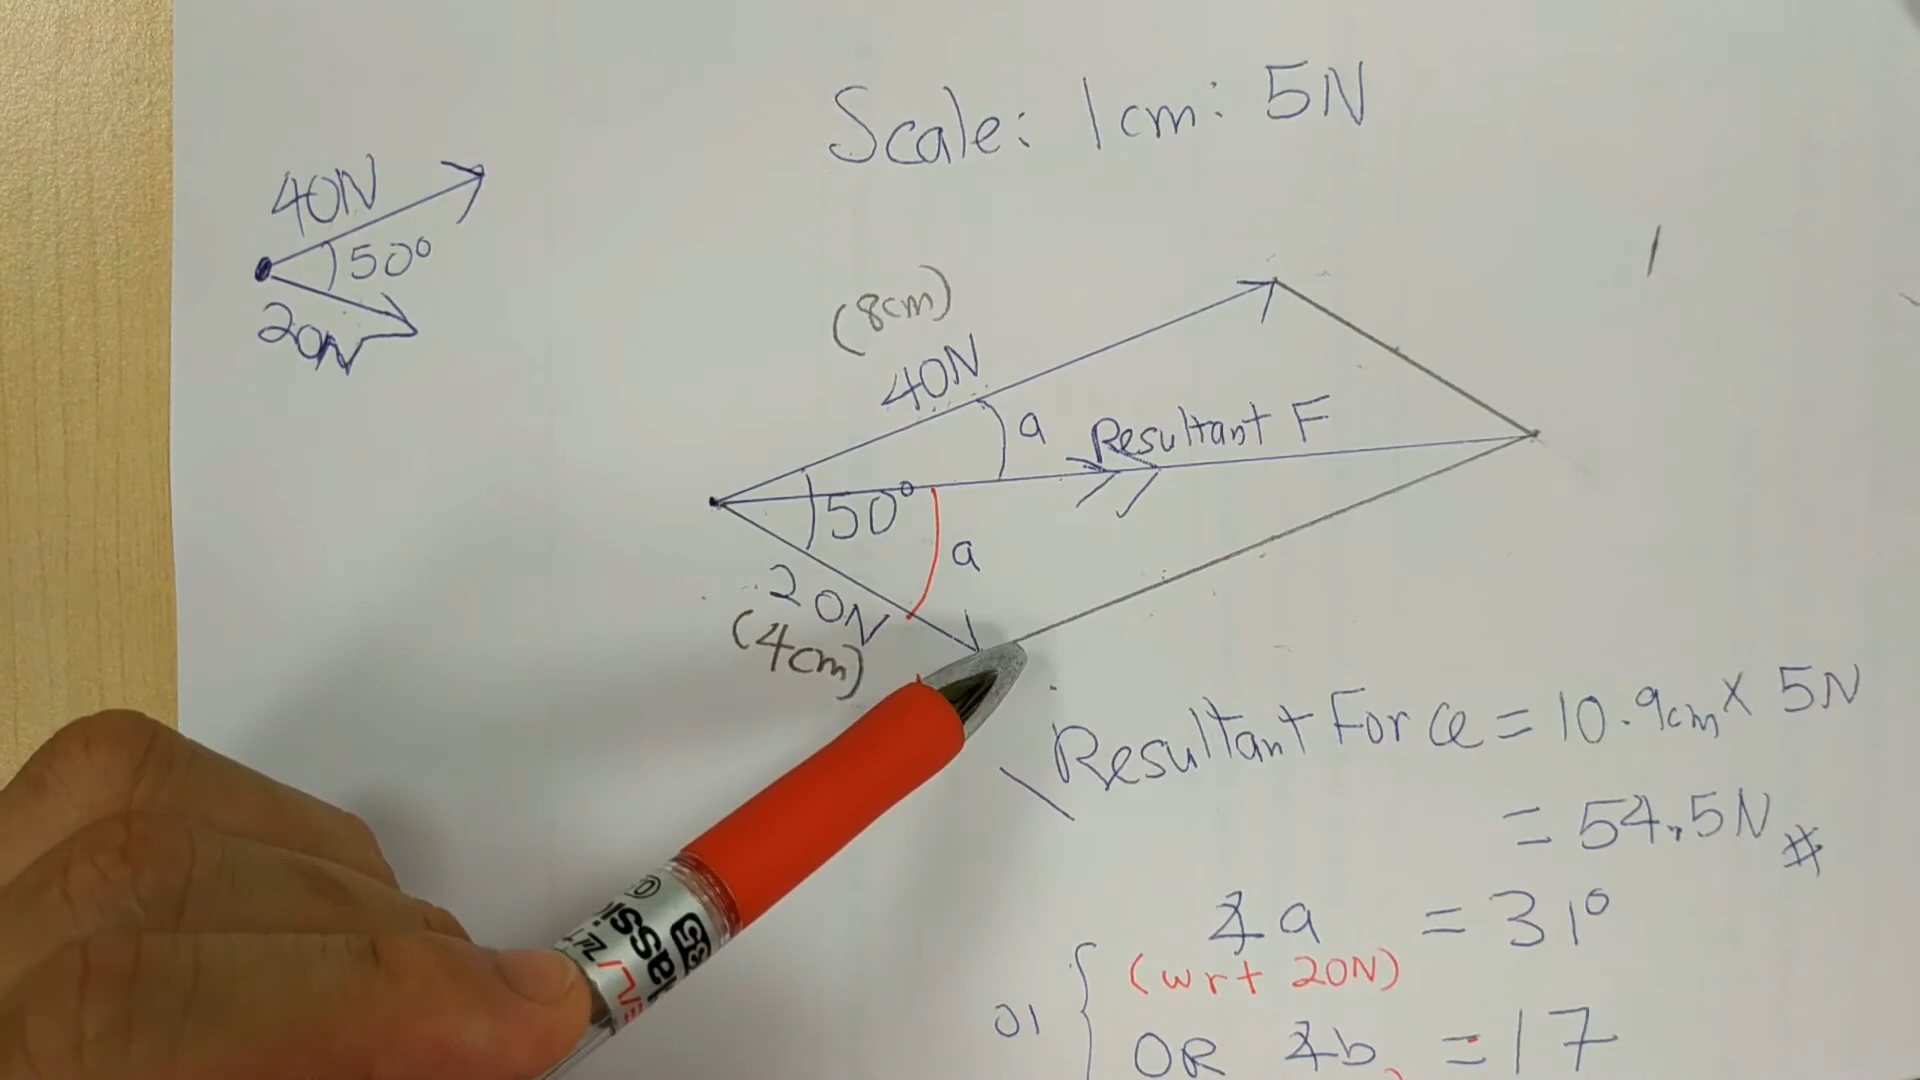 Scale: 1cm: 5N
40N
50°
20N
(8cm)
40N
a
Resultant F
50°
a
20N
(4cm)
Resultant Force = 10.9cm x 5N
= 54.5N #
∡a = 31°
(wrt 20N)
OR ∡b = 17